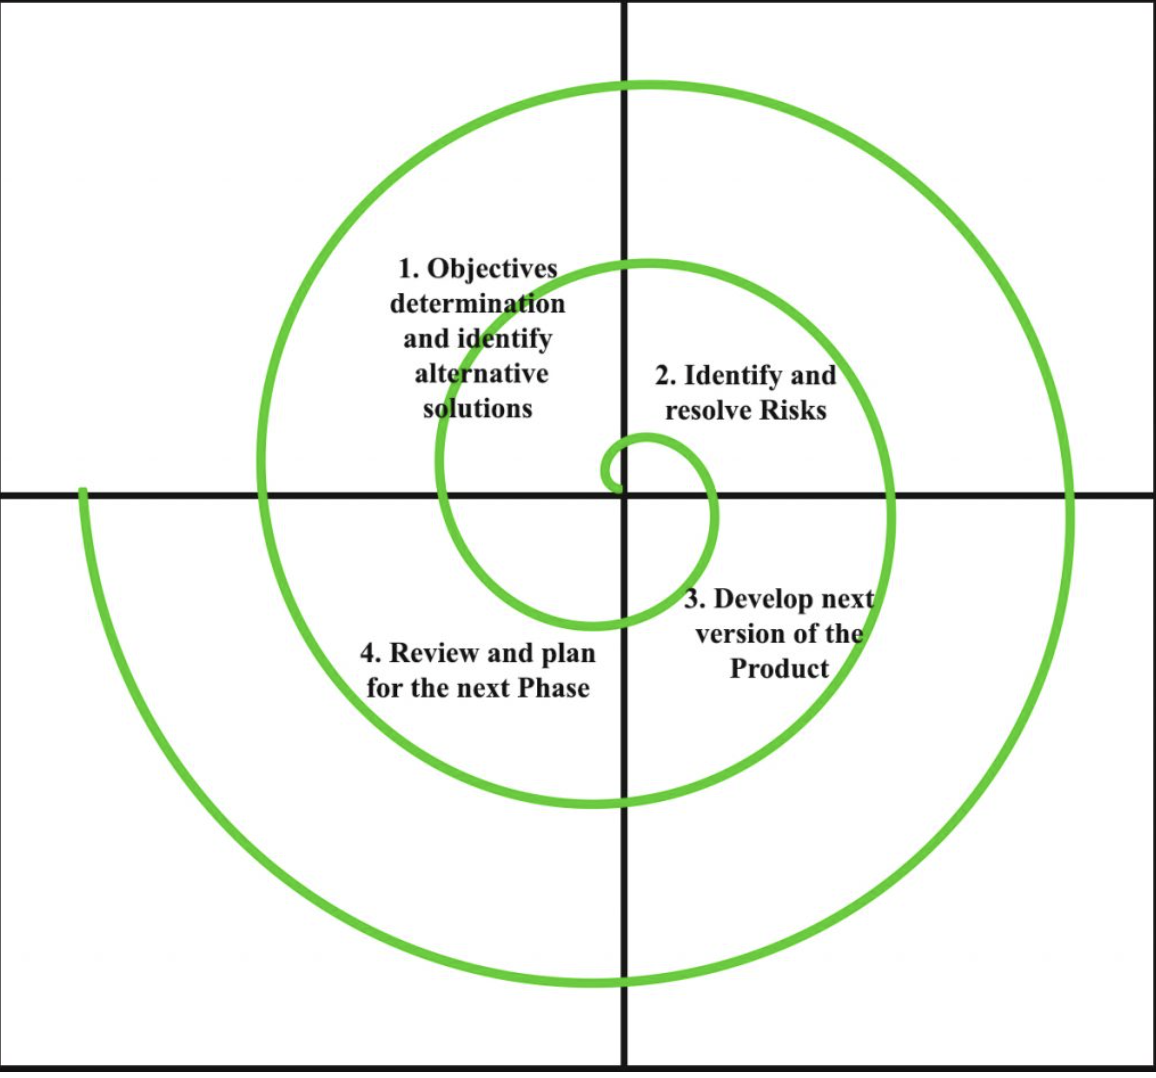 1. Objectives
determination
and identify
alternative
solutions
2. Identify and
resolve Risks
3. Develop next
version of the
Product
4. Review and plan
for the next Phase